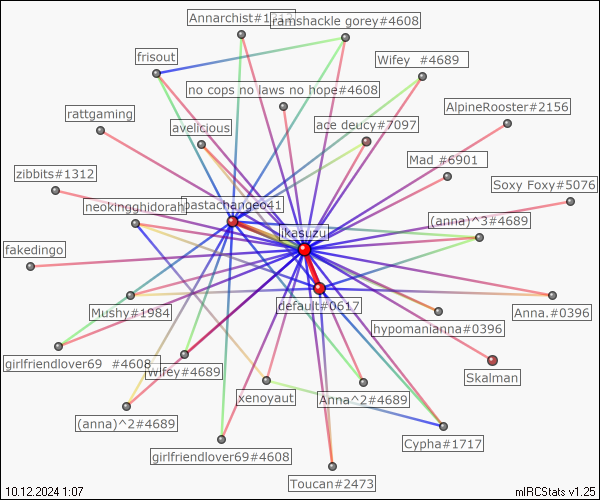 Annarchist#1312
ramshackle gorey#4608
frisout
Wifey  #4689
no cops no laws no hope#4608
AlpineRooster#2156
rattgaming
avelicious
ace deucy#7097
Mad #6901
zibbits#1312
Soxy Foxy#5076
neokingghidorah
hastachangeo41
(anna)^3#4689
ikasuzu
fakedingo
default#0617
Mushy#1984
Anna.#0396
hypomanianna#0396
girlfriendlover69  #4608
Wifey#4689
Skalman
xenoyaut
Anna^2#4689
(anna)^2#4689
Cypha#1717
girlfriendlover69#4608
Toucan#2473
10.12.2024 1:07
mIRCStats v1.25